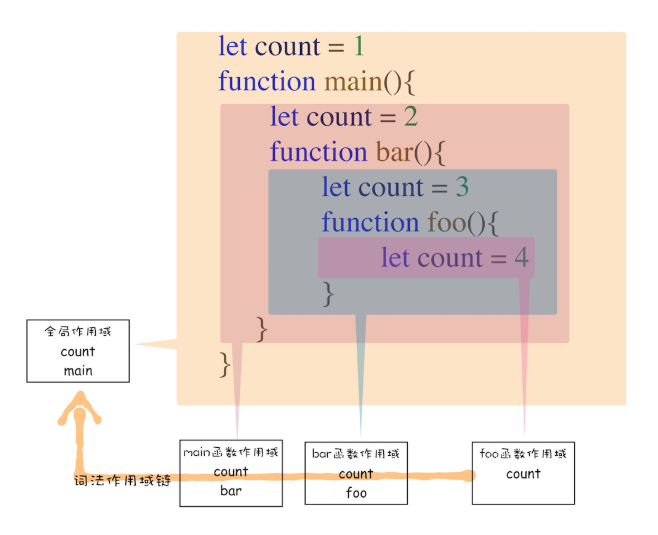 let count = 1
function main(){
let count = 2
function bar(){
let count = 3
function foo(){
let count = 4
}
}
}
全局作用域
count
main
main函数作用域
count
bar
bar函数作用域
count
foo
foo函数作用域
count
词法作用域链